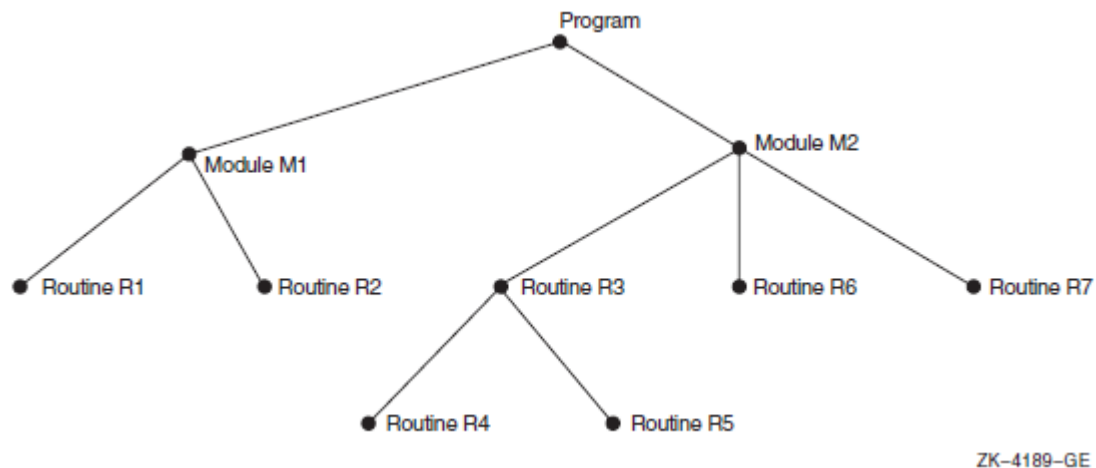 Program
Module M1
Module M2
Routine R1
Routine R2
Routine R3
Routine R6
Routine R7
Routine R4
Routine R5
ZK–4189–GE